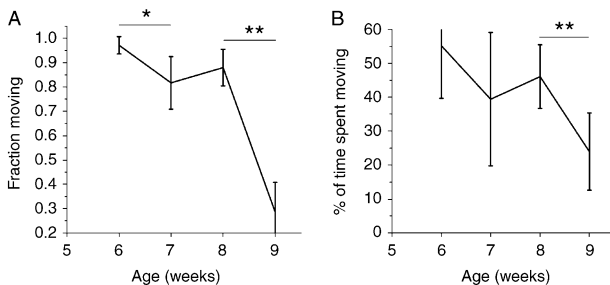 A
* **
Fraction moving
1.0
0.9
0.8
0.7
0.6
0.5
0.4
0.3
0.2
5 6 7 8 9
Age (weeks)
B
**
% of time spent moving
60
50
40
30
20
10
0
5 6 7 8 9
Age (weeks)